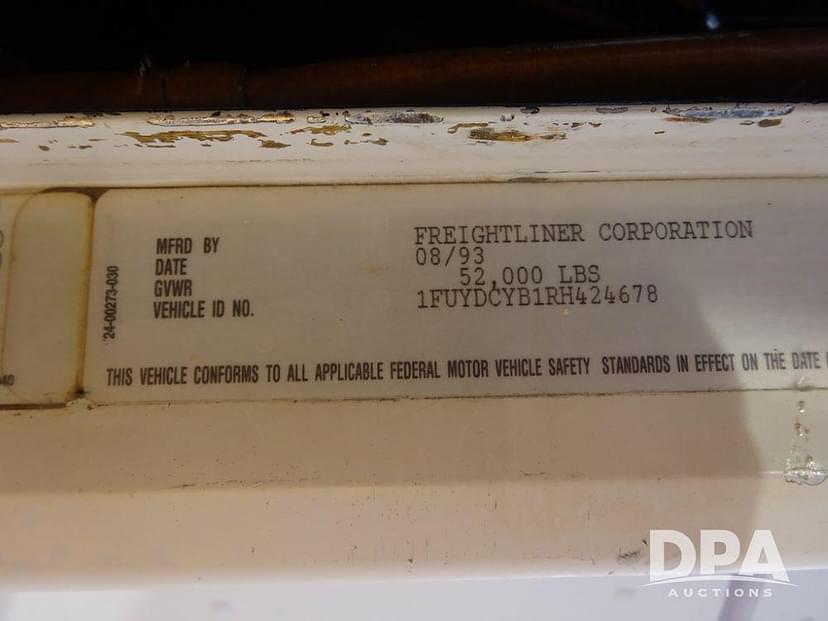 MFRD BY FREIGHTLINER CORPORATION
DATE 08/93
GVWR 52,000 LBS
VEHICLE ID NO. 1FUYDCYB1RH424678
24-00273-030
THIS VEHICLE CONFORMS TO ALL APPLICABLE FEDERAL MOTOR VEHICLE SAFETY STANDARDS IN EFFECT ON THE DATE
DPA
AUCTIONS